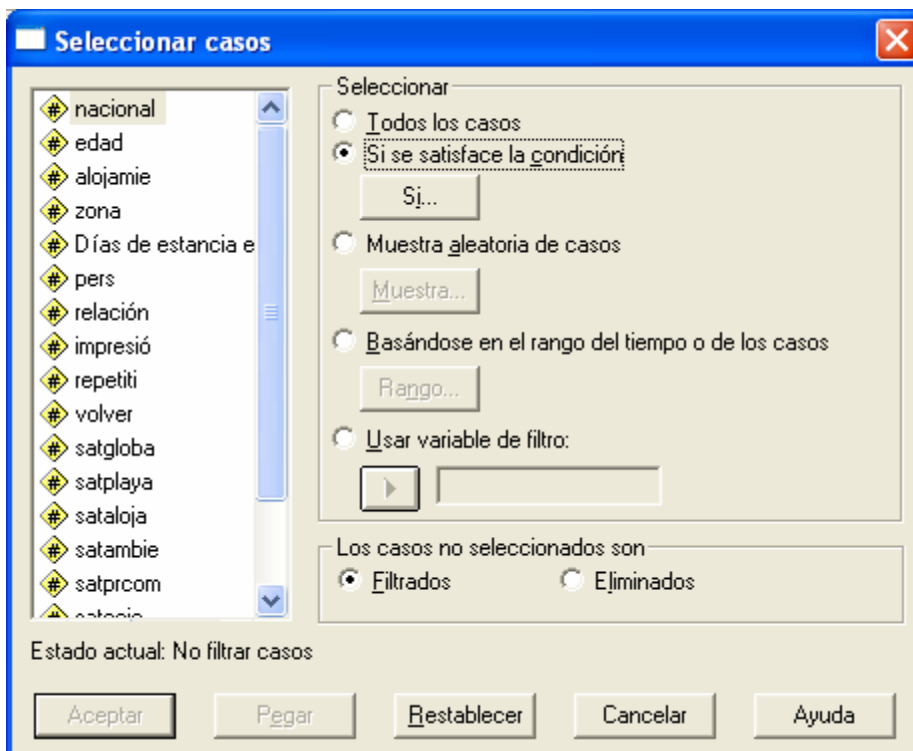 Seleccionar casos
nacional
edad
alojamie
zona
Días de estancia e
pers
relación
impresió
repetiti
volver
satgloba
satplaya
sataloja
satambie
satprcom
Seleccionar
Todos los casos
Si se satisface la condición
Si...
Muestra aleatoria de casos
Muestra...
Basándose en el rango del tiempo o de los casos
Rango...
Usar variable de filtro:
Los casos no seleccionados son
Filtrados
Eliminados
Estado actual: No filtrar casos
Aceptar
Pegar
Restablecer
Cancelar
Ayuda